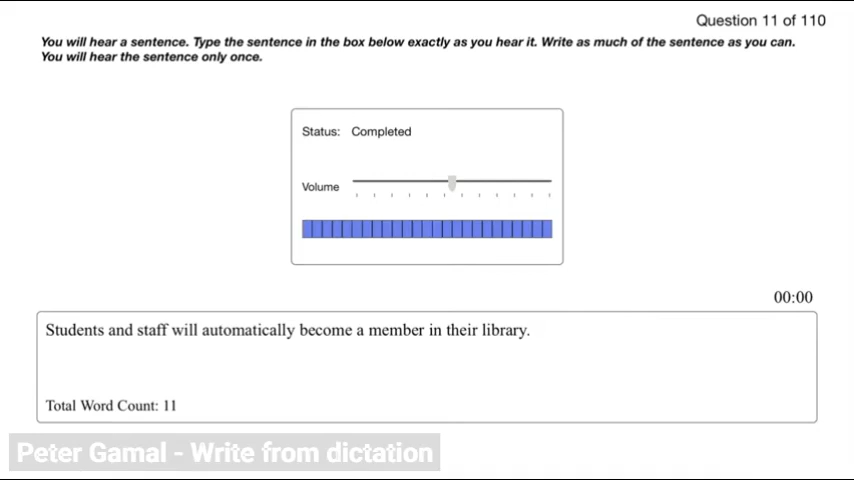 Question 11 of 110
You will hear a sentence. Type the sentence in the box below exactly as you hear it. Write as much of the sentence as you can.
You will hear the sentence only once.
Status: Completed
Volume
00:00
Students and staff will automatically become a member in their library.
Total Word Count: 11
Peter Gamal - Write from dictation